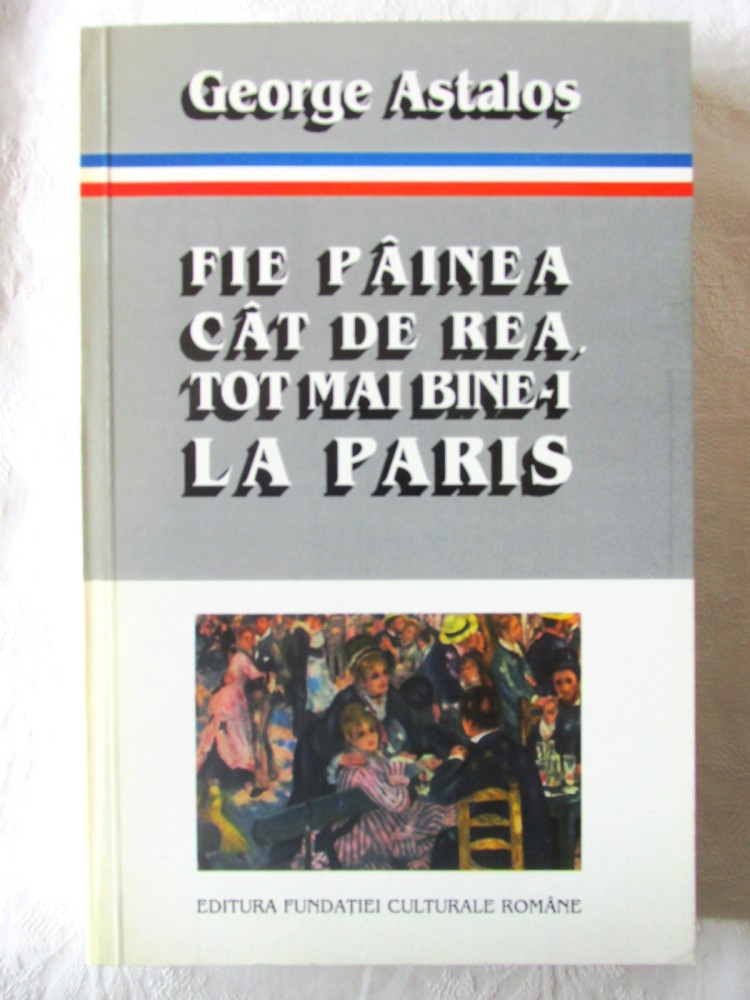 George Astaloș
FIE PÂINEA
CÂT DE REA,
TOT MAI BINE-I
LA PARIS
EDITURA FUNDAȚIEI CULTURALE ROMÂNE